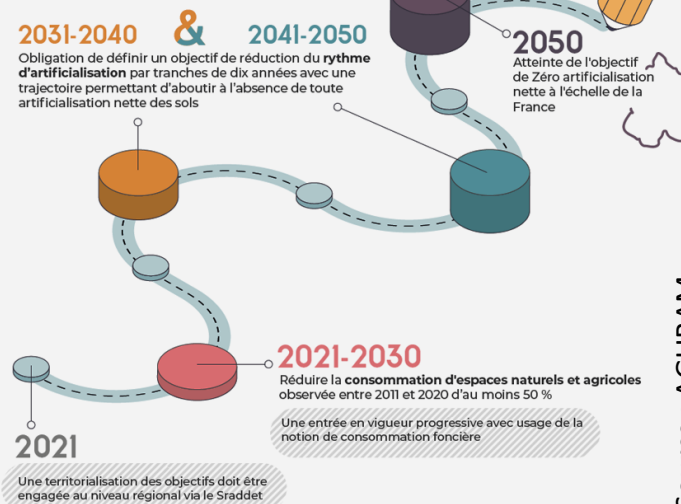 2031-2040 & 2041-2050
Obligation de définir un objectif de réduction du rythme
d'artificialisation par tranches de dix années avec une
trajectoire permettant d'aboutir à l'absence de toute
artificialisation nette des sols
2050
Atteinte de l'objectif
de Zéro artificialisation
nette à l'échelle de la
France
2021-2030
Réduire la consommation d'espaces naturels et agricoles
observée entre 2011 et 2020 d'au moins 50 %
Une entrée en vigueur progressive avec usage de la
notion de consommation foncière
2021
Une territorialisation des objectifs doit être
engagée au niveau régional via le Sraddet